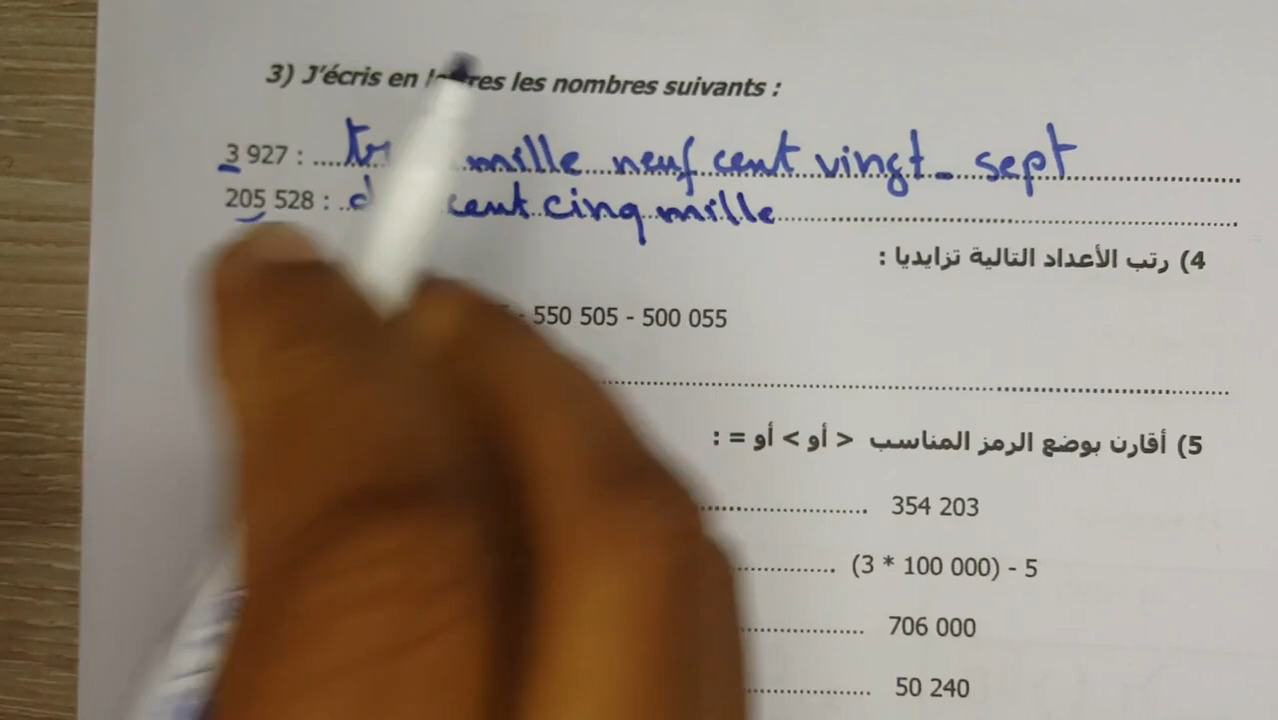 3) J'écris en les nombres suivants :
3 927 : mille neuf cent vingt-sept
205 528 : cent cinq mille
4) رتب الأعداد التالية تزايديا :
- 550 505 - 500 055
5) أقارن بوضع الرمز المناسب < أو > أو = :
354 203
(3 * 100 000) - 5
706 000
50 240